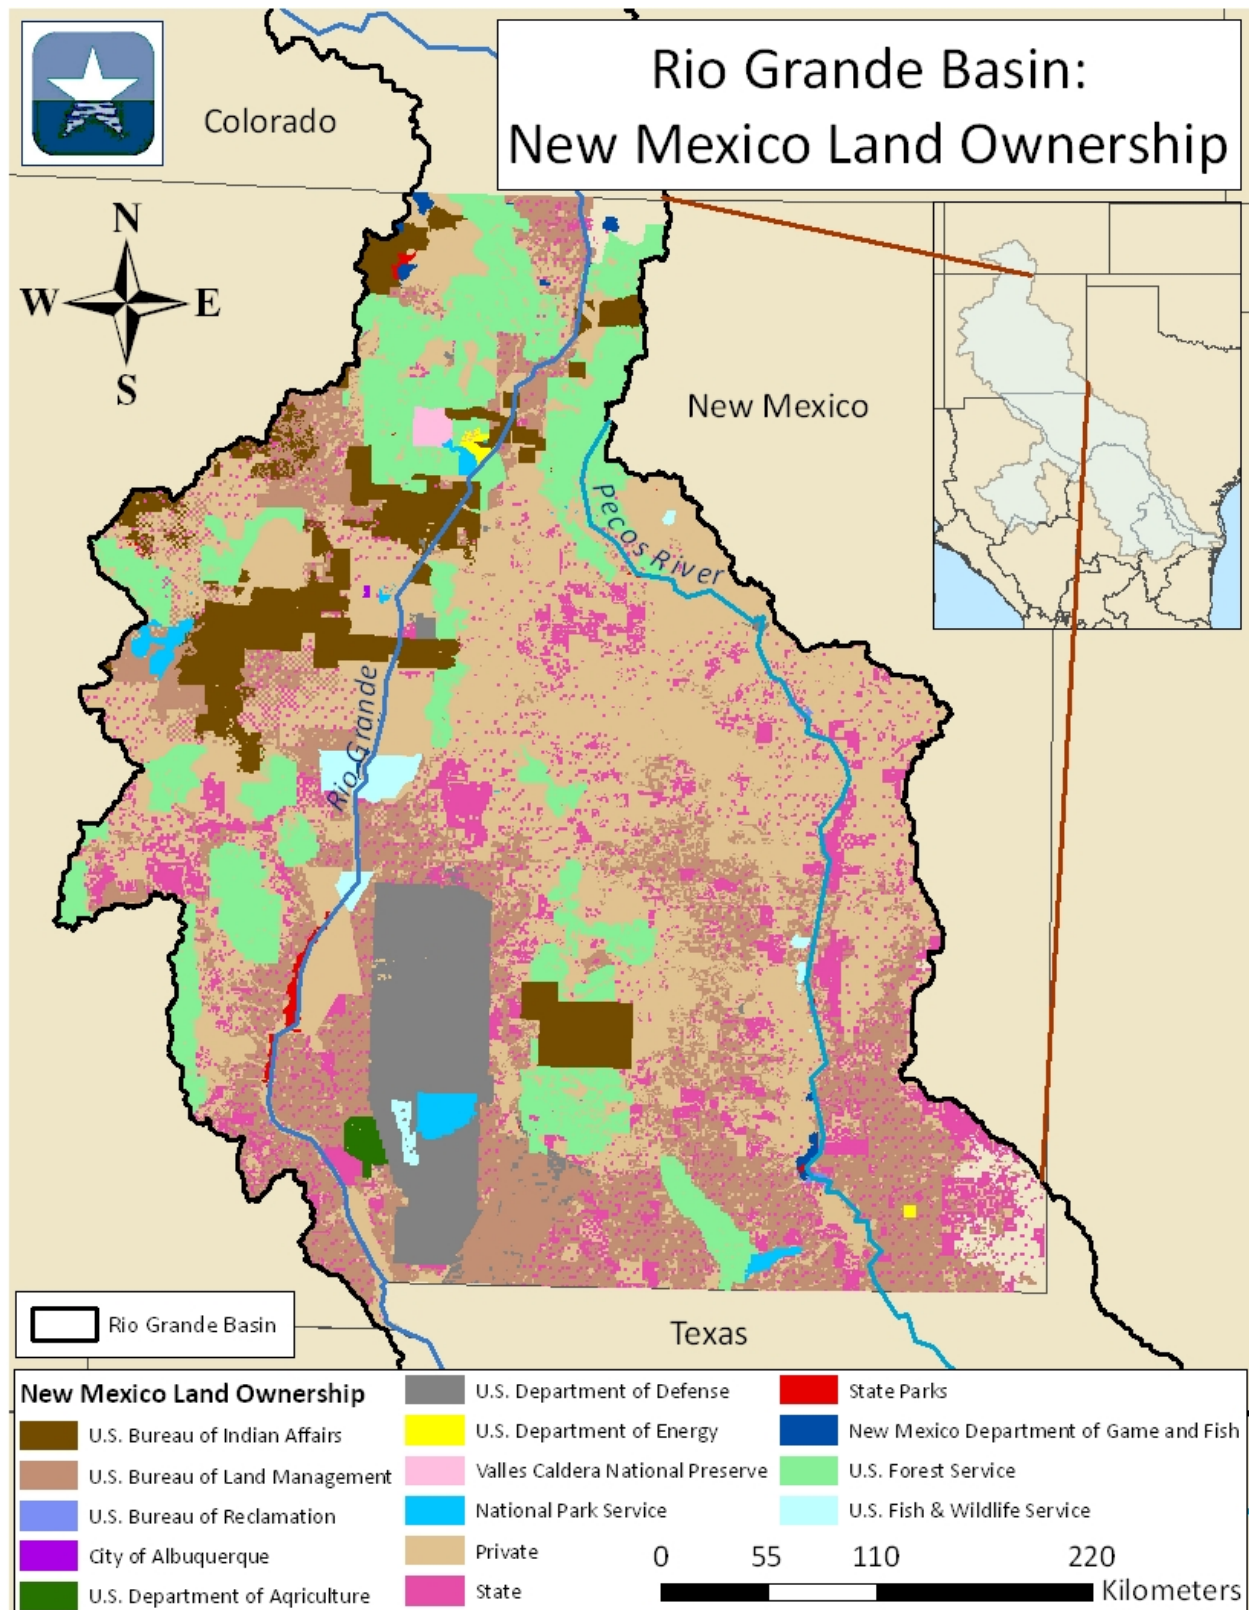 Rio Grande Basin:
New Mexico Land Ownership
Colorado
N
W
E
S
New Mexico
Pecos River
Rio Grande
Rio Grande Basin
Texas
New Mexico Land Ownership
U.S. Bureau of Indian Affairs
U.S. Bureau of Land Management
U.S. Bureau of Reclamation
City of Albuquerque
U.S. Department of Aqriculture
U.S. Department of Defense
U.S. Department of Energy
Valles Caldera National Preserve
National Park Service
Private
State
State Parks
New Mexico Department of Game and Fish
U.S. Forest Service
U.S. Fish & Wildlife Service
0 55 110 220
Kilometers